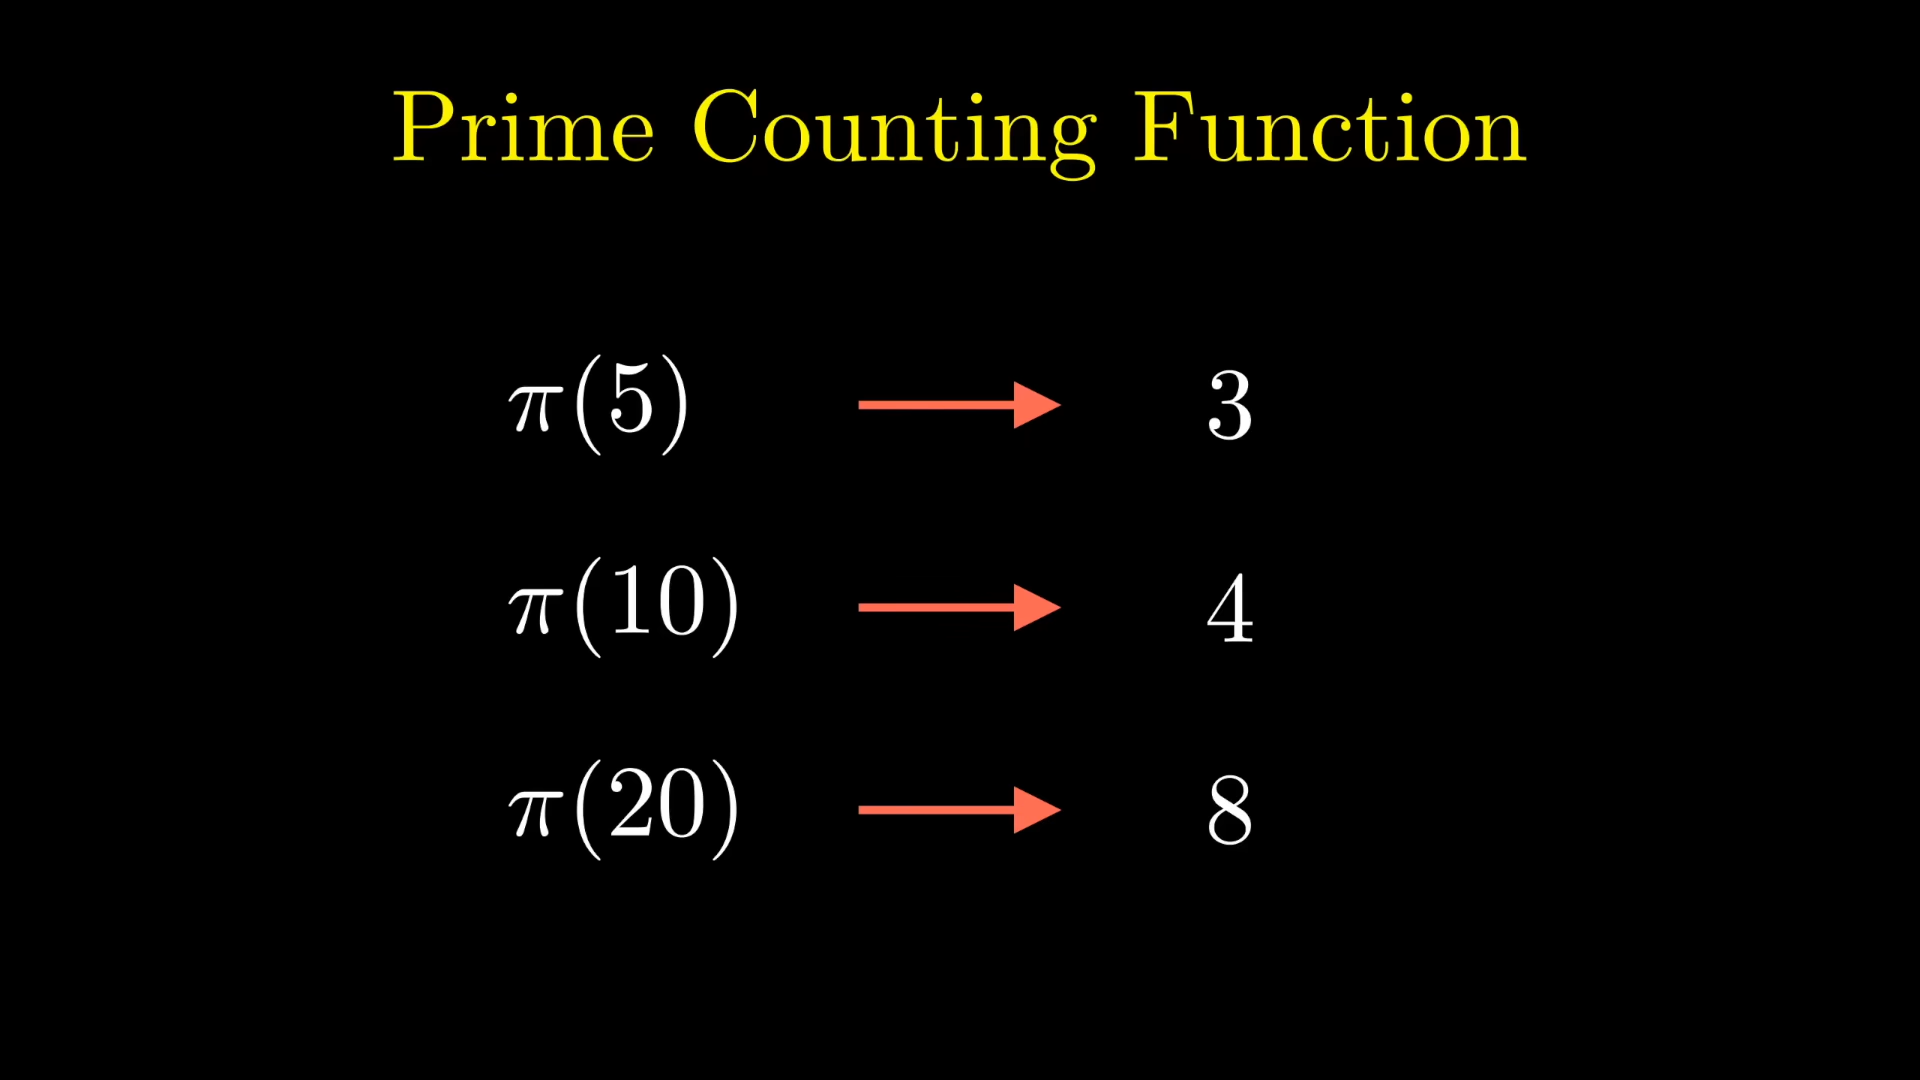 Prime Counting Function
π(5) → 3
π(10) → 4
π(20) → 8